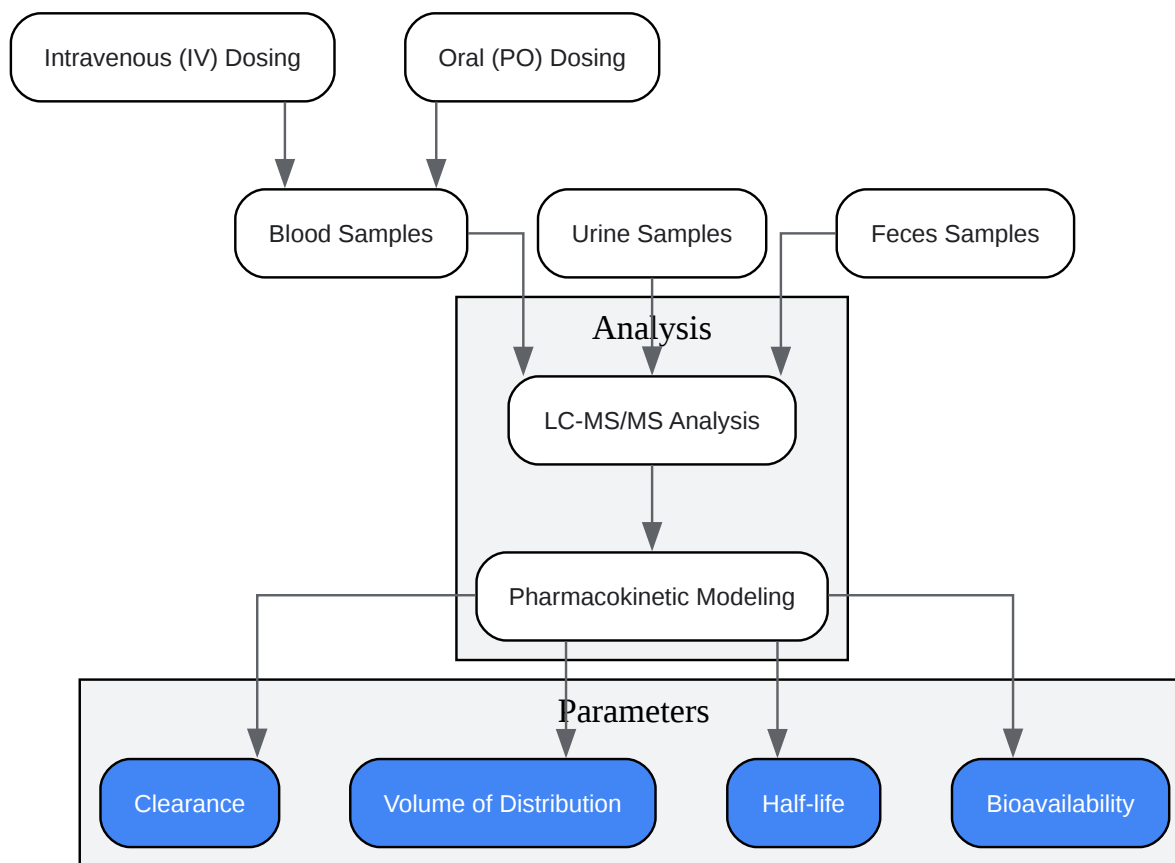 Intravenous (IV) Dosing
Oral (PO) Dosing
Blood Samples
Urine Samples
Feces Samples
Analysis
LC-MS/MS Analysis
Pharmacokinetic Modeling
Parameters
Clearance
Volume of Distribution
Half-life
Bioavailability